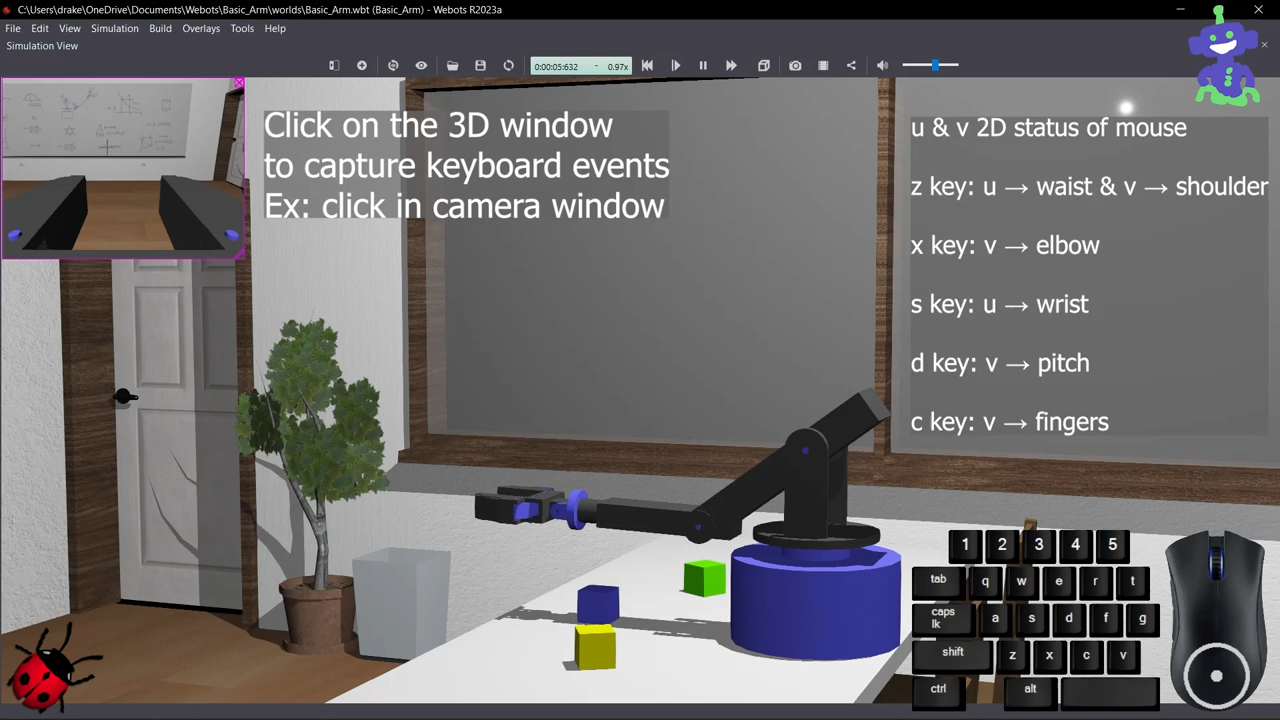 C:\Users\drake\OneDrive\Documents\Webots\Basic_Arm\worlds\Basic_Arm.wbt (Basic_Arm) - Webots R2023a
File Edit View Simulation Build Overlays Tools Help
Simulation View
0:00:05:632 - 0.97x
Click on the 3D window
to capture keyboard events
Ex: click in camera window
u & v 2D status of mouse
z key: u → waist & v → shoulder
x key: v → elbow
s key: u → wrist
d key: v → pitch
c key: v → fingers
1 2 3 4 5
tab q w e r t
caps
lk a s d f g
shift z x c v
ctrl alt